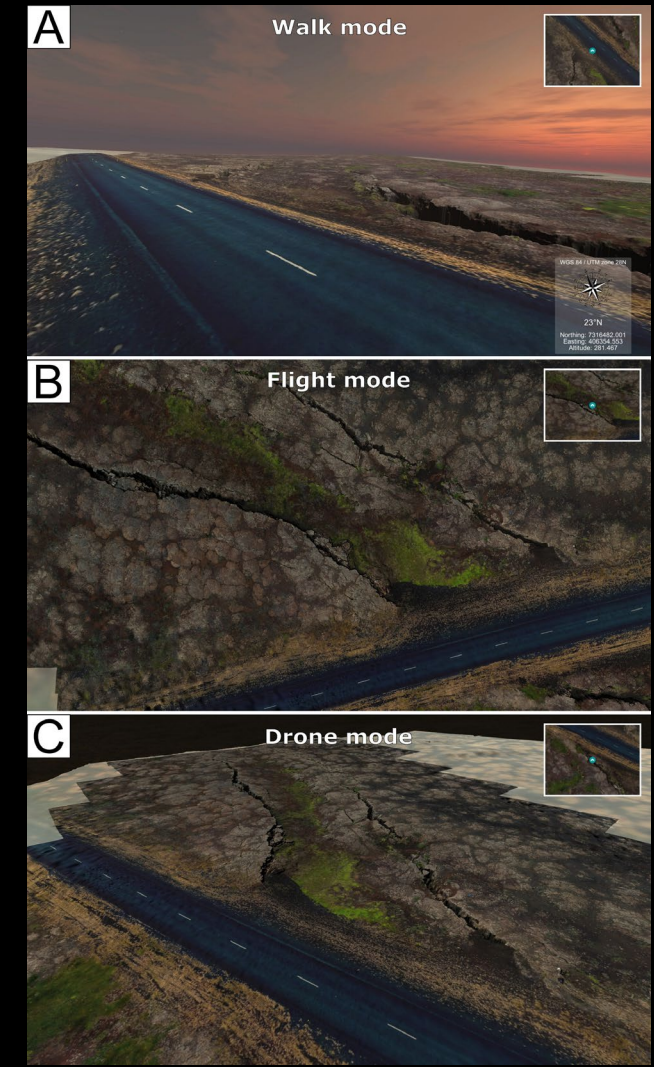 A
Walk mode
WGS 84 / UTM zone 28N
23°N
Northing: 7316482.001
Easting: 406354.553
Altitude: 281.467
B
Flight mode
C
Drone mode